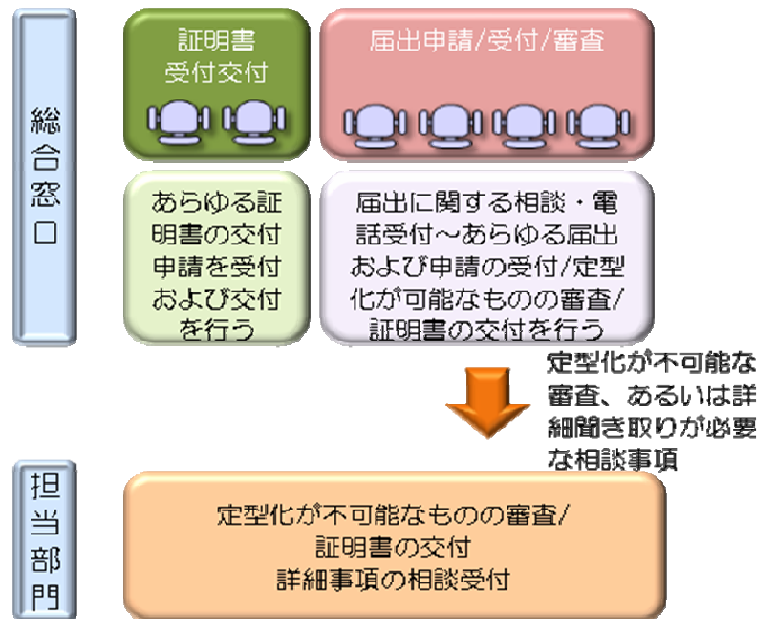 総合窓口
証明書
受付交付
届出申請/受付/審査
あらゆる証
明書の交付
申請を受付
および交付
を行う
届出に関する相談・電
話受付～あらゆる届出
および申請の受付/定型
化が可能なものの審査/
証明書の交付を行う
定型化が不可能な
審査、あるいは詳
細聞き取りが必要
な相談事項
担当部門
定型化が不可能なものの審査/
証明書の交付
詳細事項の相談受付